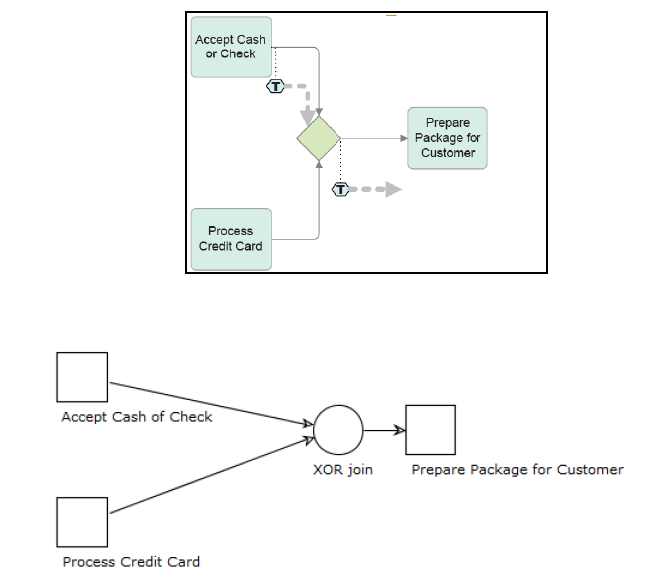 Accept Cash
or Check
T
Prepare
Package for
Customer
T
Process
Credit Card
Accept Cash of Check
XOR join
Prepare Package for Customer
Process Credit Card